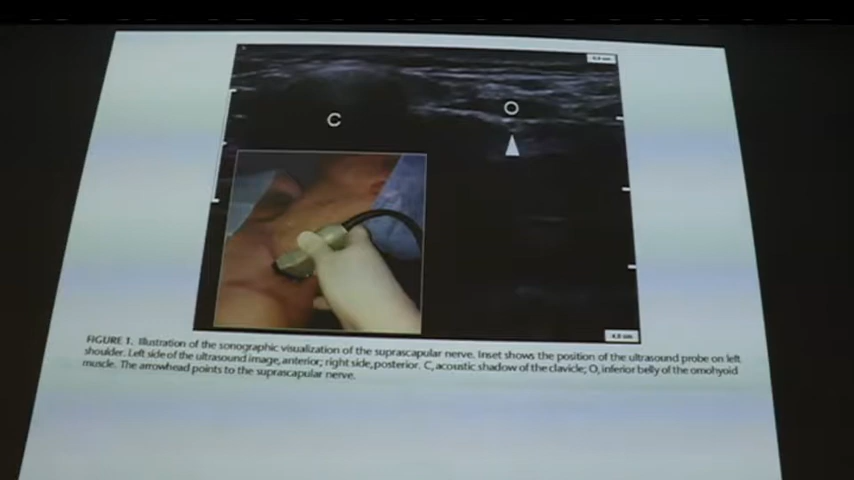 C
O
FIGURE 1. Illustration of the sonographic visualization of the suprascapular nerve. Inset shows the position of the ultrasound probe on left
shoulder. Left side of the ultrasound image, anterior; right side, posterior. C, acoustic shadow of the clavicle; O, inferior belly of the omohyoid
muscle. The arrowhead points to the suprascapular nerve.